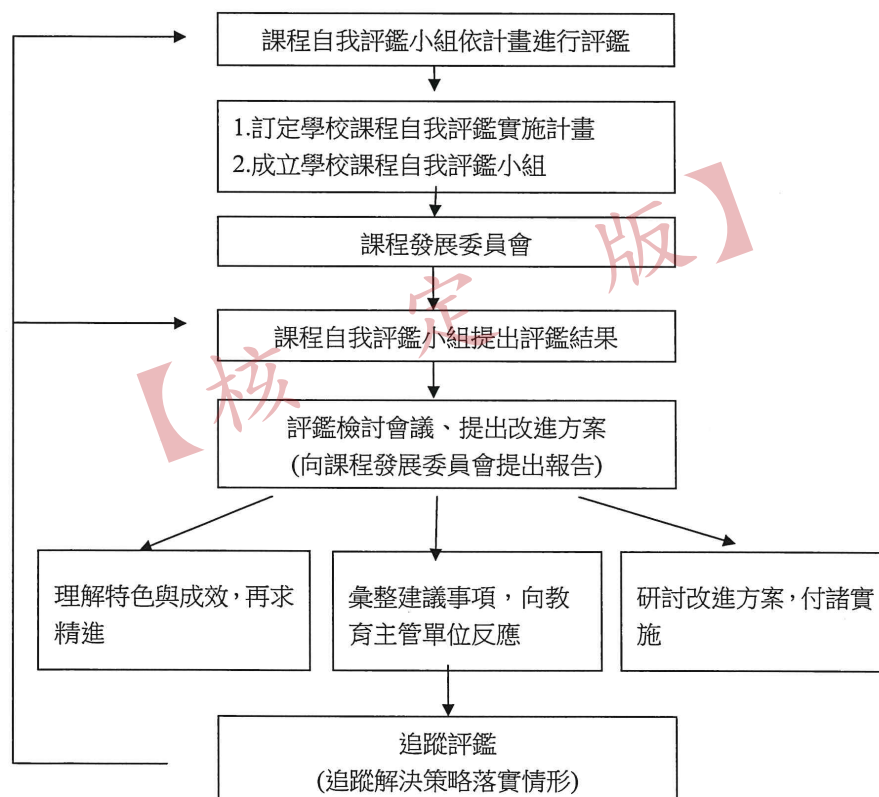 課程自我評鑑小組依計畫進行評鑑
1.訂定學校課程自我評鑑實施計畫
2.成立學校課程自我評鑑小組
課程發展委員會
課程自我評鑑小組提出評鑑結果
評鑑檢討會議、提出改進方案
(向課程發展委員會提出報告)
理解特色與成效，再求
精進
彙整建議事項，向教
育主管單位反應
研討改進方案，付諸實
施
追蹤評鑑
(追蹤解決策略落實情形)
【核定版】